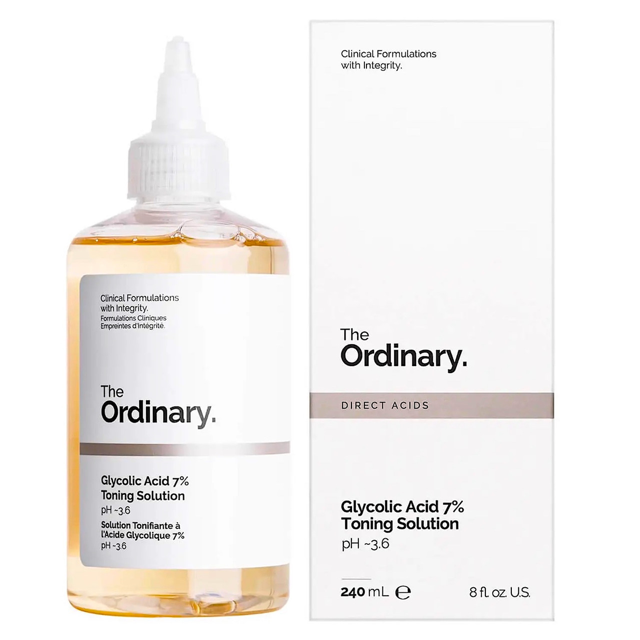 Clinical Formulations
with Integrity.
Formulations Cliniques
Empreintes d'Intégrité.
The
Ordinary.
Glycolic Acid 7%
Toning Solution
pH ~3.6
Solution Tonifiante à
l'Acide Glycolique 7%
pH ~3.6
Clinical Formulations
with Integrity.
The
Ordinary.
DIRECT ACIDS
Glycolic Acid 7%
Toning Solution
pH ~3.6
240 mL ℮ 8 fl oz U.S.